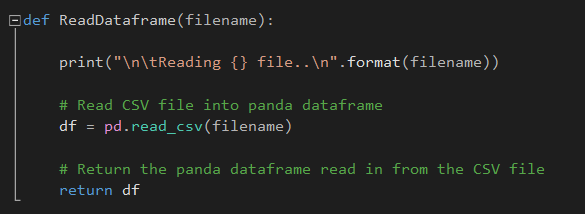 def ReadDataframe(filename):
print("\n\tReading {} file..\n".format(filename))
# Read CSV file into panda dataframe
df = pd.read_csv(filename)
# Return the panda dataframe read in from the CSV file
return df